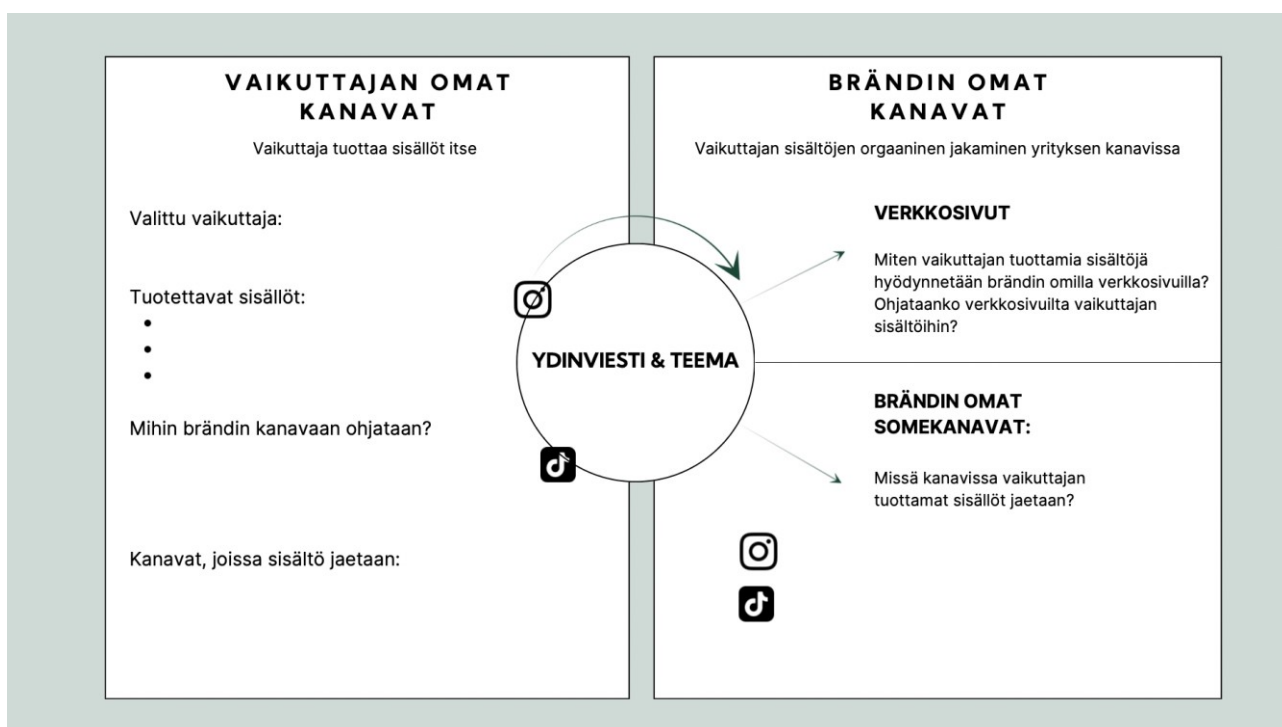 VAIKUTTAJAN OMAT
KANAVAT
Vaikuttaja tuottaa sisällöt itse
Valittu vaikuttaja:
Tuotettavat sisällöt:
•
•
•
Mihin brändin kanavaan ohjataan?
Kanavat, joissa sisältö jaetaan:
YDINVIESTI & TEEMA
BRÄNDIN OMAT
KANAVAT
Vaikuttajan sisältöjen orgaaninen jakaminen yrityksen kanavissa
VERKKOSIVUT
Miten vaikuttajan tuottamia sisältöjä
hyödynnetään brändin omilla verkkosivuilla?
Ohjataanko verkkosivuilta vaikuttajan
sisältöihin?
BRÄNDIN OMAT
SOMEKANAVAT:
Missä kanavissa vaikuttajan
tuottamat sisällöt jaetaan?